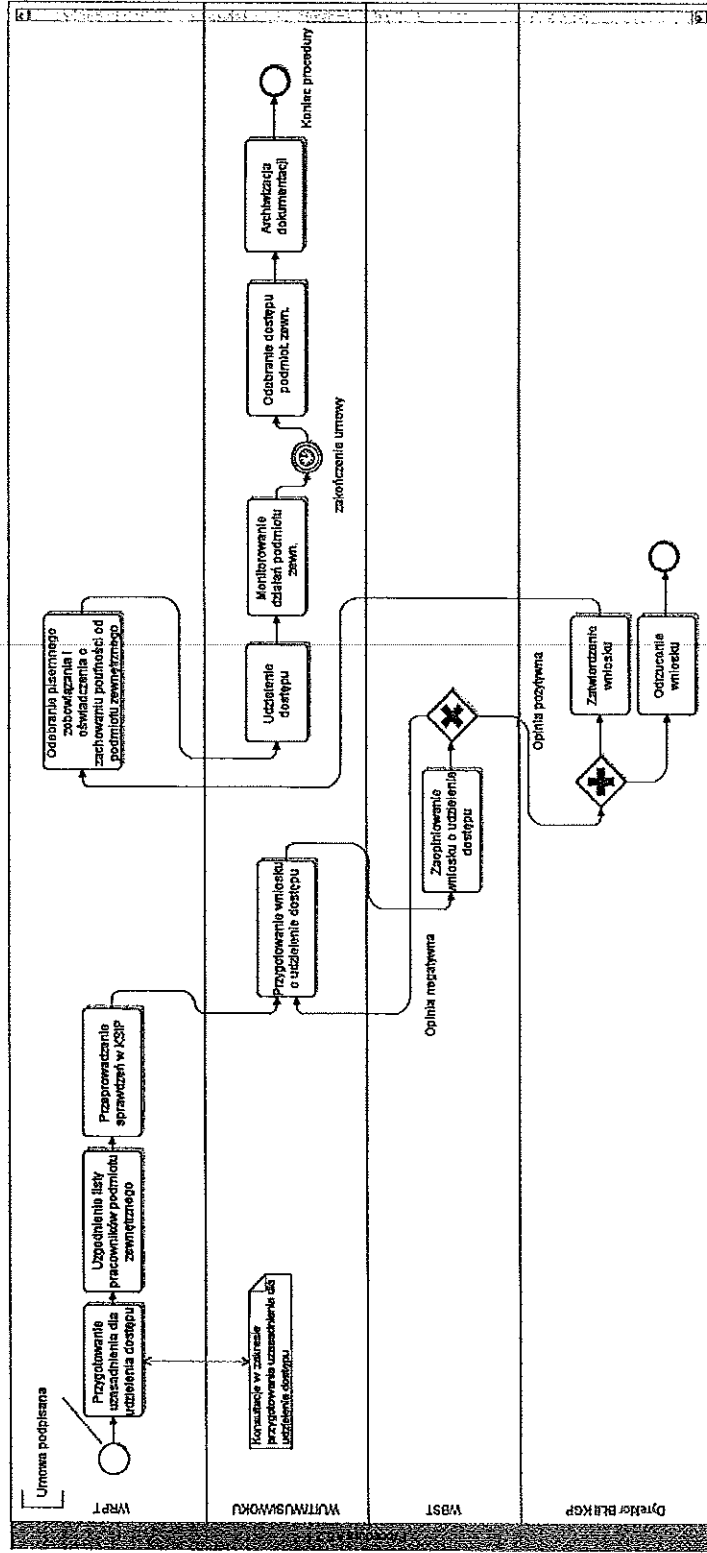 Umowa podpisana
WRPT
Przygotowanie
uzasadnienia dla
udzielenia dostępu
Uzgodnienie listy
pracowników podmiotu
zewnętrznego
Przeprowadzanie
sprawdzeń w KSIP
Odebranie pisemnego
zobowiązania i
oświadczenia o
zachowaniu poufności od
podmiotu zewnętrznego
Konsultacje w zakresie
przygotowania uzasadnienia dla
udzielenie dostępu
Przygotowanie wniosku
o udzielenie dostępu
Udzielenie
dostępu
Monitorowanie
działań podmiotu
zewn.
zakończenie umowy
Odebranie dostępu
podmiot. zewn.
Archiwizacja
dokumentacji
Koniec procedury
WBST
Opinia negatywna
Zaopiniowanie
wniosku o udzielenie
dostępu
Opinia pozytywna
Dyrektor BŁiI KGP
Zatwierdzenie
wniosku
Odrzucenie
wniosku